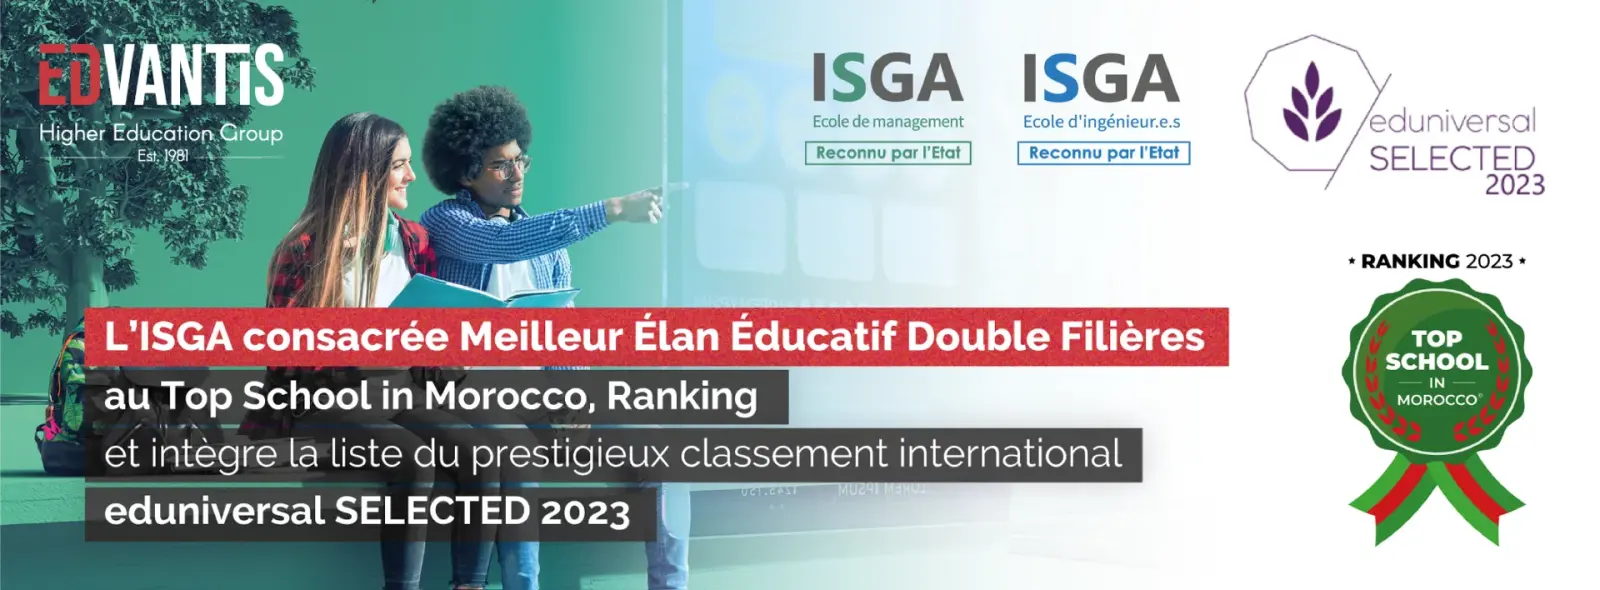 EDVANTIS
Higher Education Group
Est. 1981
ISGA
Ecole de management
Reconnu par l'Etat
ISGA
Ecole d'ingénieur.e.s
Reconnu par l'Etat
eduniversal
SELECTED
2023
L'ISGA consacrée Meilleur Élan Éducatif Double Filières
au Top School in Morocco, Ranking
et intègre la liste du prestigieux classement international
eduniversal SELECTED 2023
RANKING 2023
TOP
SCHOOL
IN
MOROCCO©